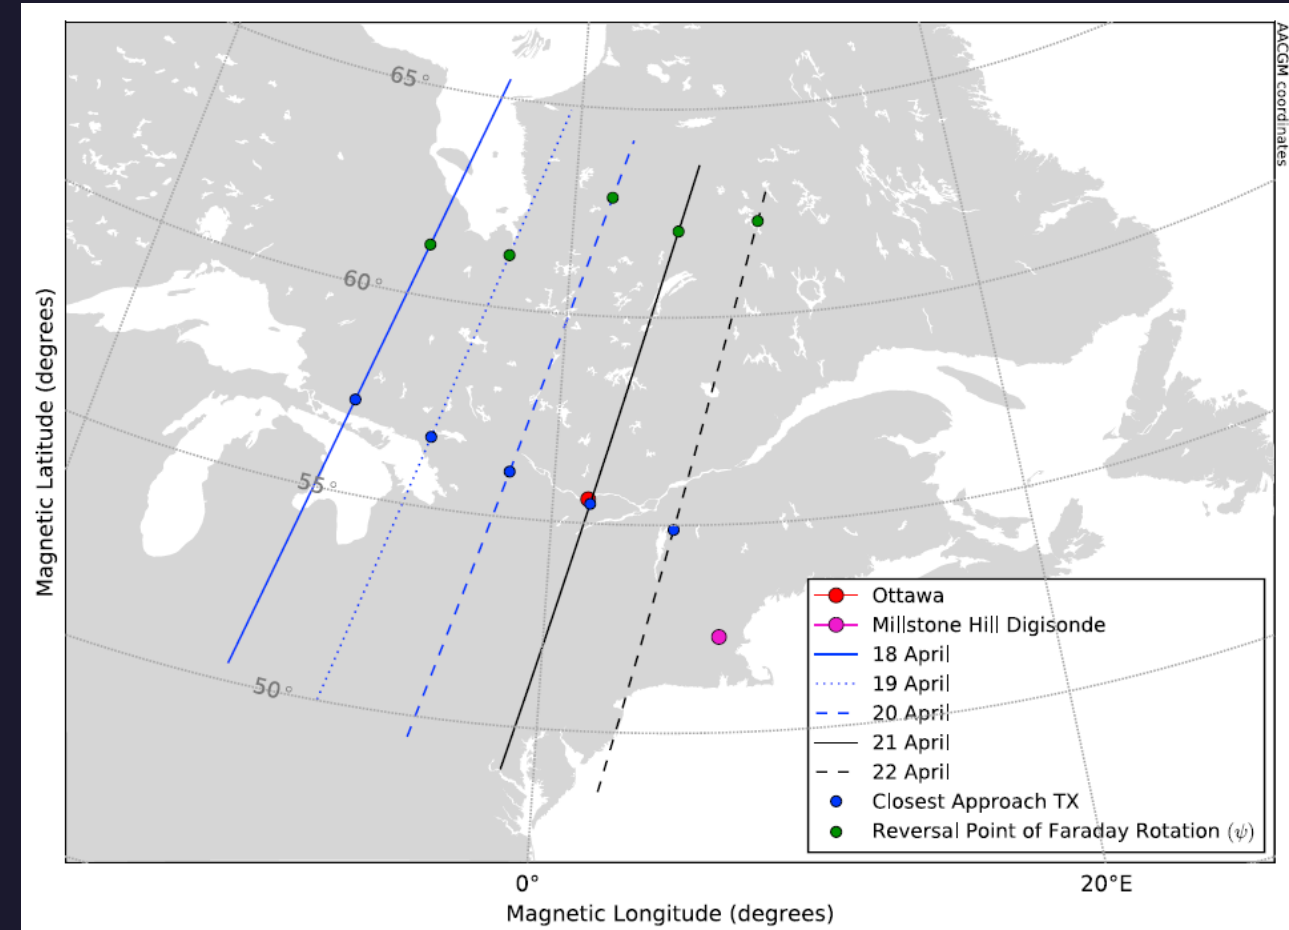 AACGM coordinates
65°
60°
55°
50°
Magnetic Latitude (degrees)
Ottawa
Millstone Hill Digisonde
18 April
19 April
20 April
21 April
22 April
Closest Approach TX
Reversal Point of Faraday Rotation (ψ)
0°
20°E
Magnetic Longitude (degrees)